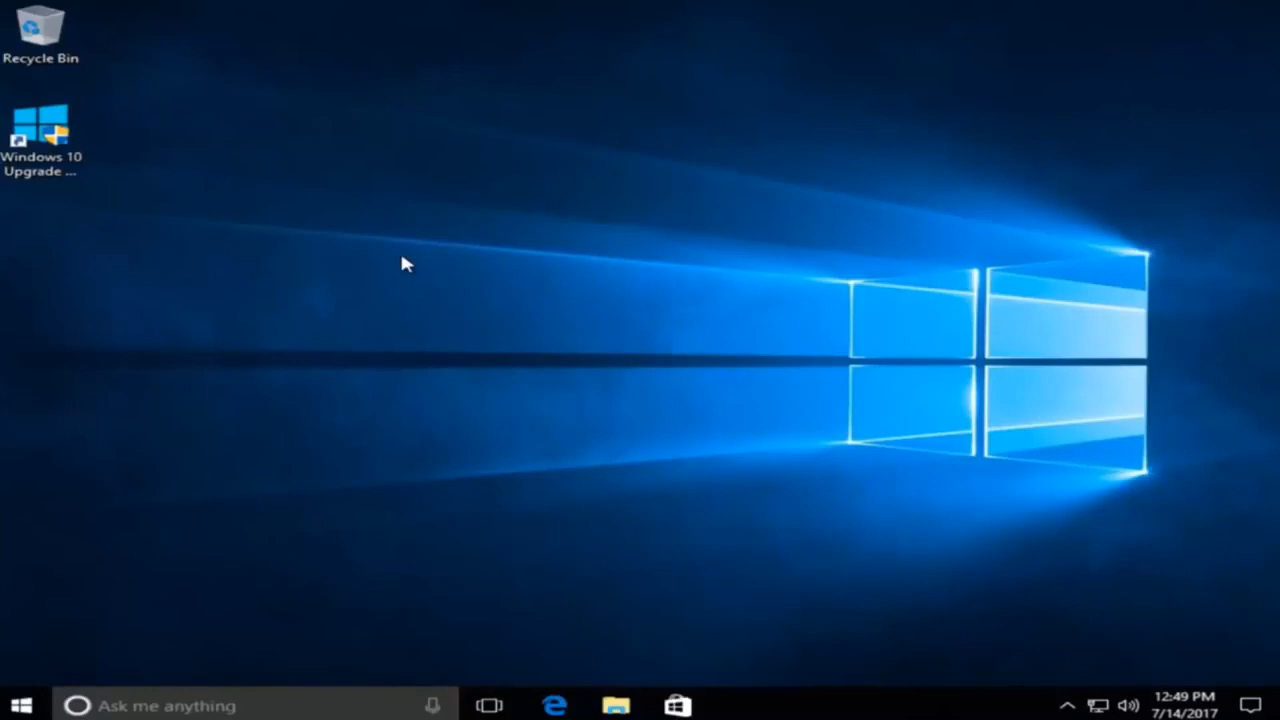 Recycle Bin
Windows 10
Upgrade ...
Ask me anything
12:49 PM
7/14/2017